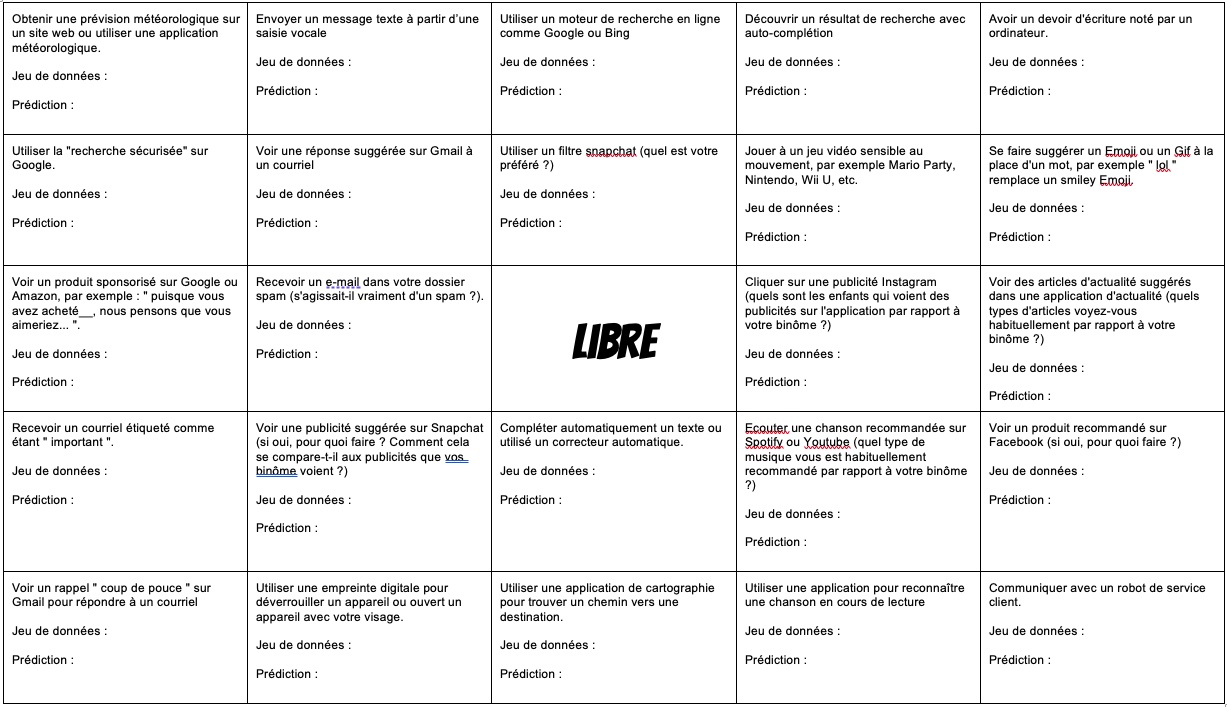 Obtenir une prévision météorologique sur
un site web ou utiliser une application
météorologique.
Jeu de données :
Prédiction :
Envoyer un message texte à partir d'une
saisie vocale
Jeu de données :
Prédiction :
Utiliser un moteur de recherche en ligne
comme Google ou Bing
Jeu de données :
Prédiction :
Découvrir un résultat de recherche avec
auto-complétion
Jeu de données :
Prédiction :
Avoir un devoir d'écriture noté par un
ordinateur.
Jeu de données :
Prédiction :
Utiliser la "recherche sécurisée" sur
Google.
Jeu de données :
Prédiction :
Voir une réponse suggérée sur Gmail à
un courriel
Jeu de données :
Prédiction :
Utiliser un filtre snapchat (quel est votre
préféré ?)
Jeu de données :
Prédiction :
Jouer à un jeu vidéo sensible au
mouvement, par exemple Mario Party,
Nintendo, Wii U, etc.
Jeu de données :
Prédiction :
Se faire suggérer un Emoji ou un Gif à la
place d'un mot, par exemple " lol "
remplace un smiley Emoji.
Jeu de données :
Prédiction :
Voir un produit sponsorisé sur Google ou
Amazon, par exemple : " puisque vous
avez acheté__, nous pensons que vous
aimeriez... ".
Jeu de données :
Prédiction :
Recevoir un e-mail dans votre dossier
spam (s'agissait-il vraiment d'un spam ?).
Jeu de données :
Prédiction :
LIBRE
Cliquer sur une publicité Instagram
(quels sont les enfants qui voient des
publicités sur l'application par rapport à
votre binôme ?)
Jeu de données :
Prédiction :
Voir des articles d'actualité suggérés
dans une application d'actualité (quels
types d'articles voyez-vous
habituellement par rapport à votre
binôme ?)
Jeu de données :
Prédiction :
Recevoir un courriel étiqueté comme
étant " important ".
Jeu de données :
Prédiction :
Voir une publicité suggérée sur Snapchat
(si oui, pour quoi faire ? Comment cela
se compare-t-il aux publicités que vos
binôme voient ?)
Jeu de données :
Prédiction :
Compléter automatiquement un texte ou
utilisé un correcteur automatique.
Jeu de données :
Prédiction :
Ecouter une chanson recommandée sur
Spotify ou Youtube (quel type de
musique vous est habituellement
recommandé par rapport à votre binôme
?)
Jeu de données :
Prédiction :
Voir un produit recommandé sur
Facebook (si oui, pour quoi faire ?)
Jeu de données :
Prédiction :
Voir un rappel " coup de pouce " sur
Gmail pour répondre à un courriel
Jeu de données :
Prédiction :
Utiliser une empreinte digitale pour
déverrouiller un appareil ou ouvert un
appareil avec votre visage.
Jeu de données :
Prédiction :
Utiliser une application de cartographie
pour trouver un chemin vers une
destination.
Jeu de données :
Prédiction :
Utiliser une application pour reconnaître
une chanson en cours de lecture
Jeu de données :
Prédiction :
Communiquer avec un robot de service
client.
Jeu de données :
Prédiction :